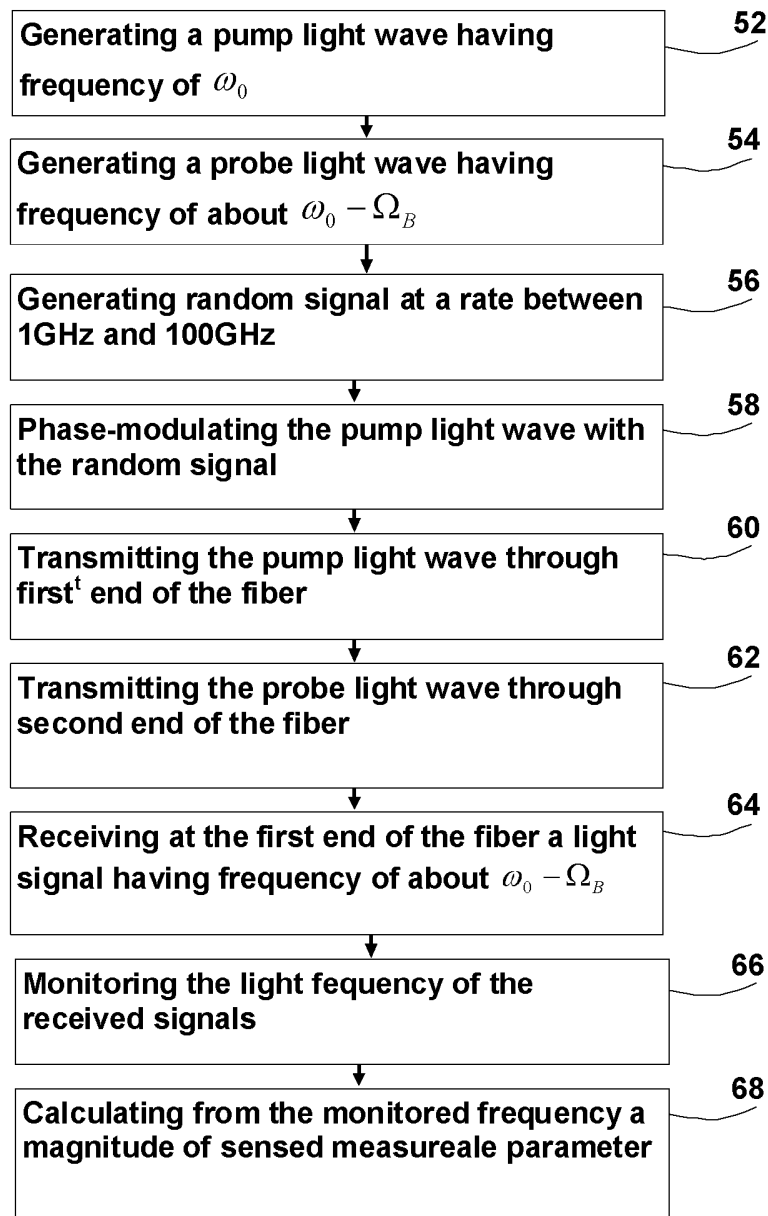 Generating a pump light wave having 52
frequency of ω₀
Generating a probe light wave having 54
frequency of about ω₀ − Ω_B
Generating random signal at a rate between 56
1GHz and 100GHz
Phase-modulating the pump light wave with 58
the random signal
Transmitting the pump light wave through 60
firstᵗ end of the fiber
Transmitting the probe light wave through 62
second end of the fiber
Receiving at the first end of the fiber a light 64
signal having frequency of about ω₀ − Ω_B
Monitoring the light fequency of the 66
received signals
Calculating from the monitored frequency a 68
magnitude of sensed measureale parameter